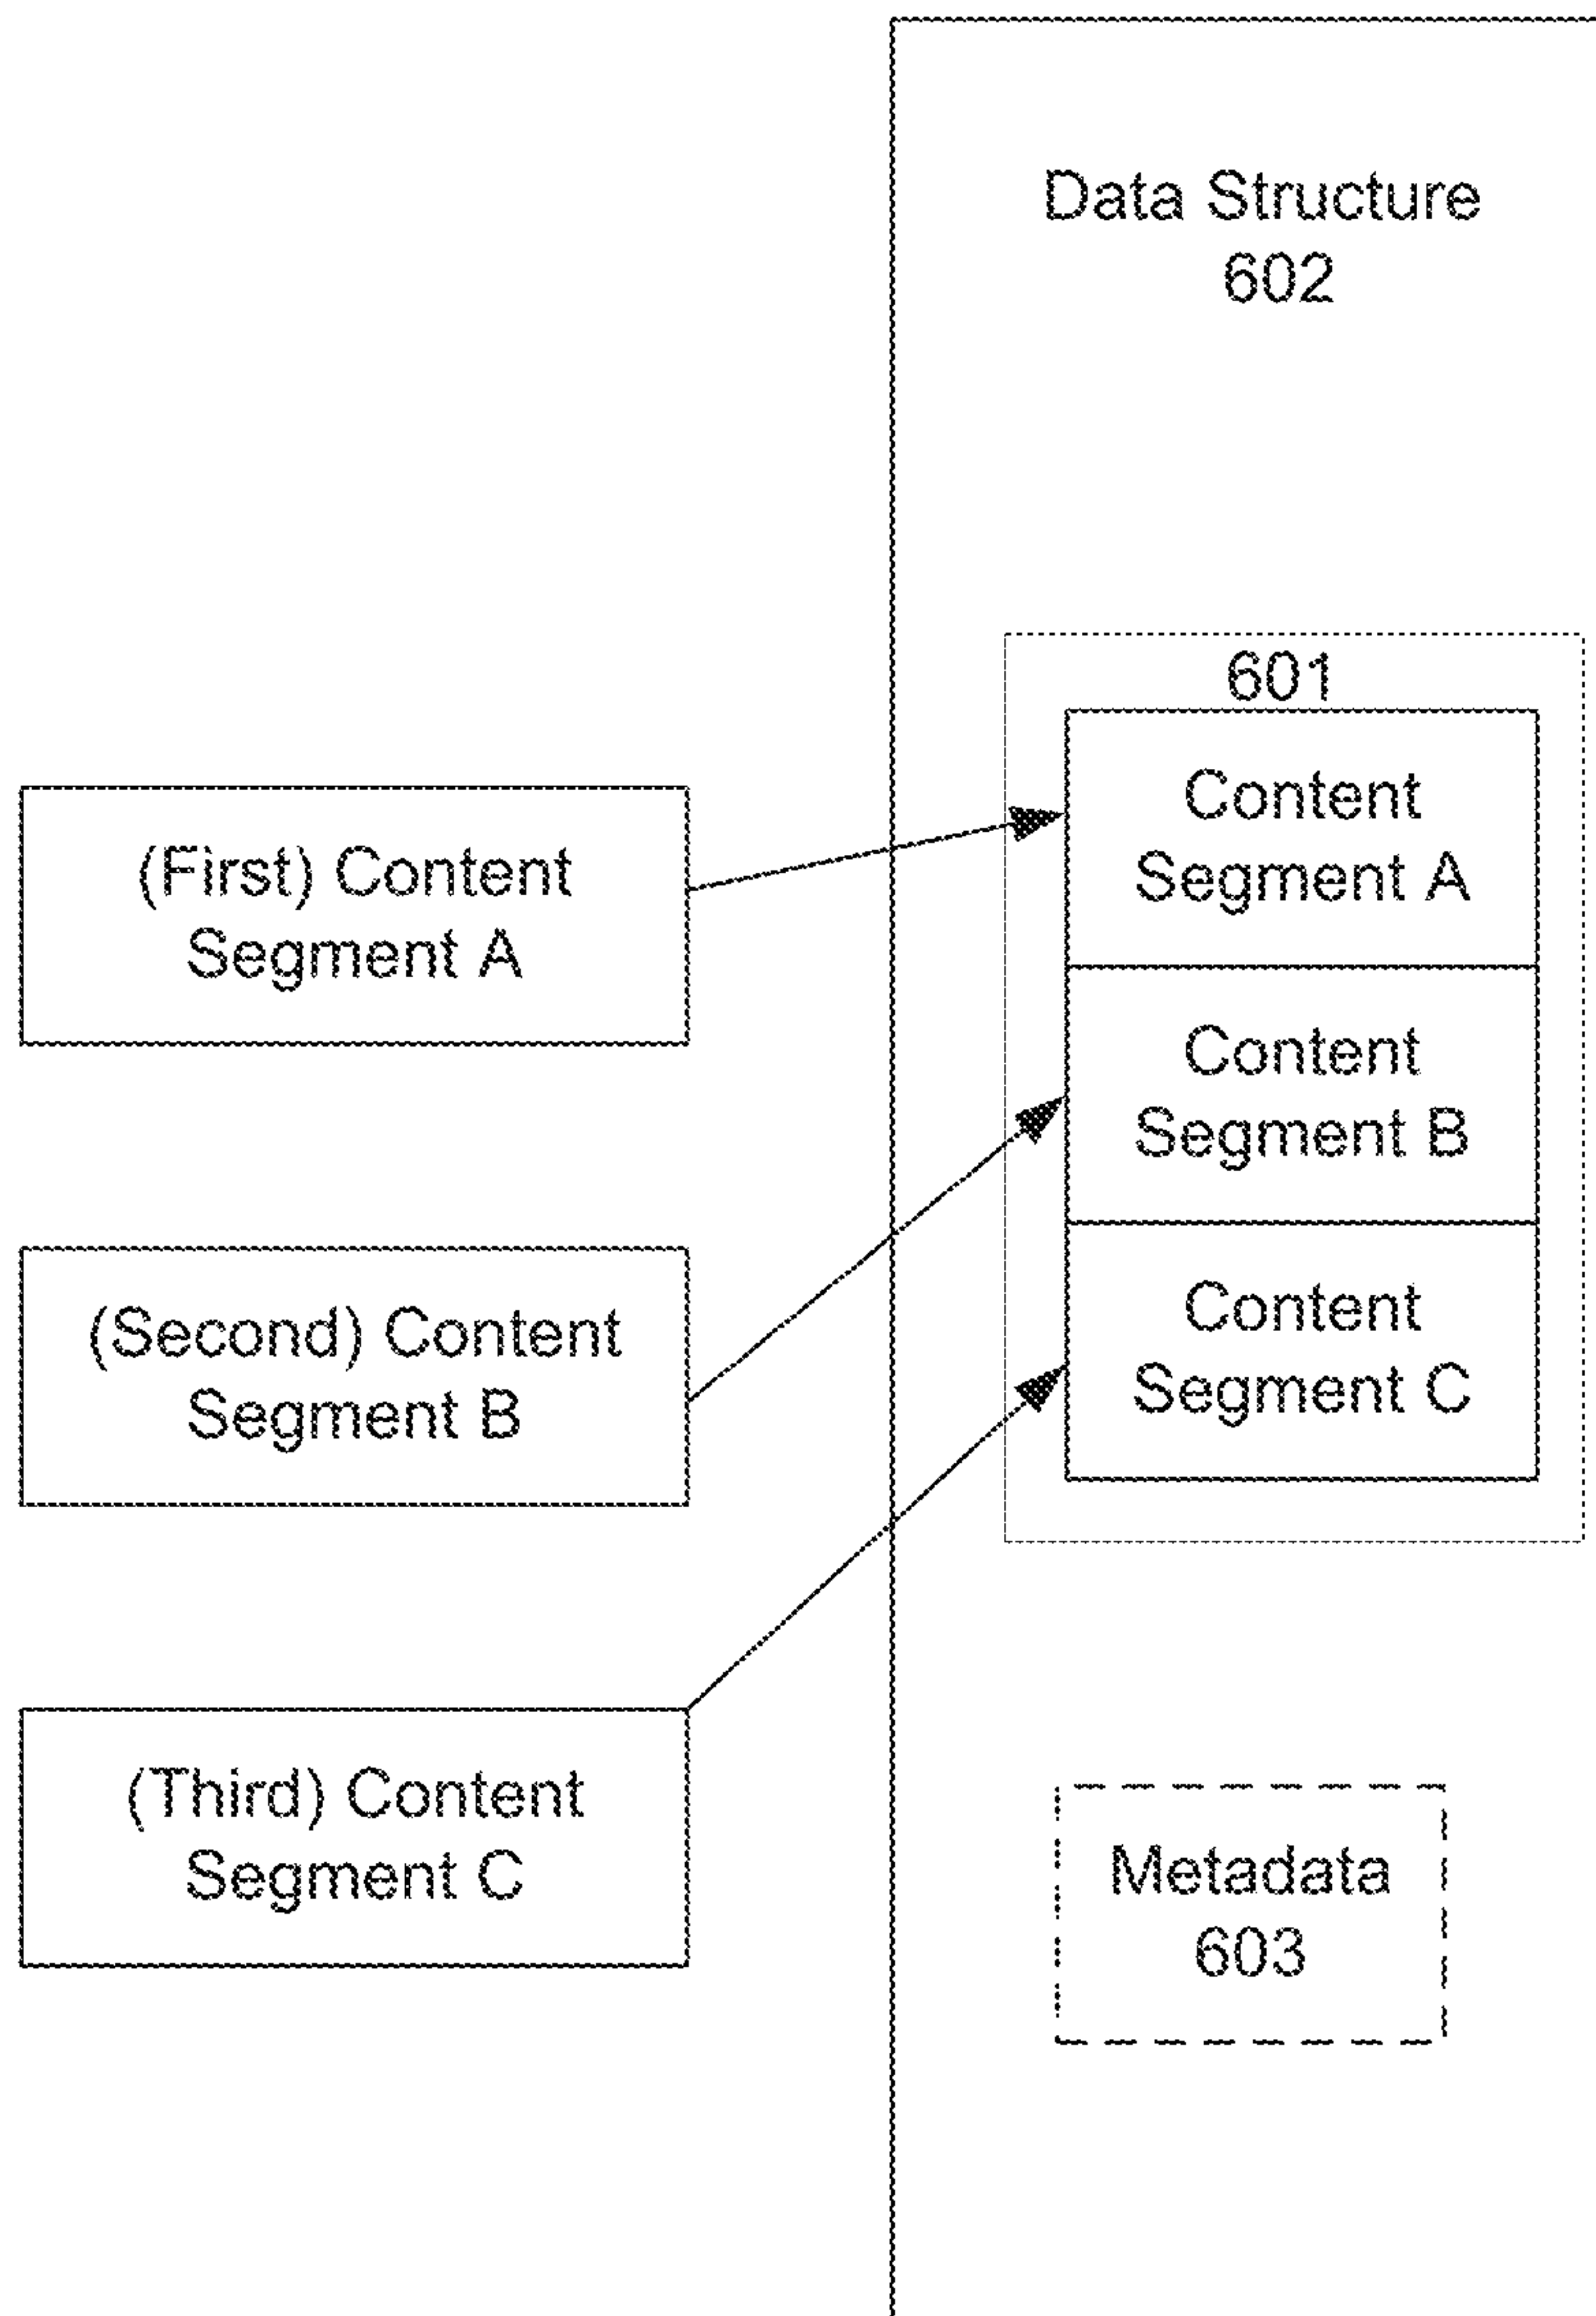 Data Structure
602
601
Content
Segment A
(First) Content
Segment A
Content
Segment B
(Second) Content
Segment B
Content
Segment C
(Third) Content
Segment C
Metadata
603